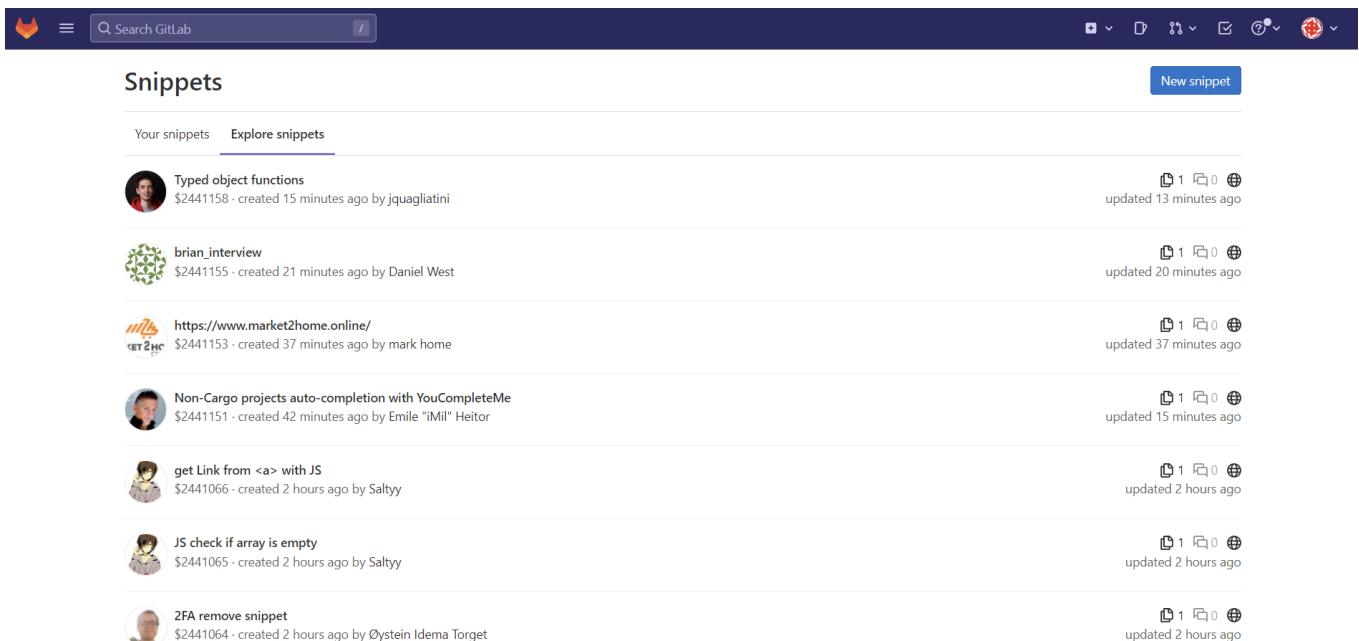 Search GitLab /
Snippets
New snippet
Your snippets Explore snippets
Typed object functions 1 0
$2441158 · created 15 minutes ago by jquagliatini updated 13 minutes ago
brian_interview 1 0
$2441155 · created 21 minutes ago by Daniel West updated 20 minutes ago
https://www.market2home.online/ 1 0
KET 2 HO
$2441153 · created 37 minutes ago by mark home updated 37 minutes ago
Non-Cargo projects auto-completion with YouCompleteMe 1 0
$2441151 · created 42 minutes ago by Emile "iMil" Heitor updated 15 minutes ago
get Link from <a> with JS 1 0
$2441066 · created 2 hours ago by Saltyy updated 2 hours ago
JS check if array is empty 1 0
$2441065 · created 2 hours ago by Saltyy updated 2 hours ago
2FA remove snippet 1 0
$2441064 · created 2 hours ago by Øystein Idema Torget updated 2 hours ago